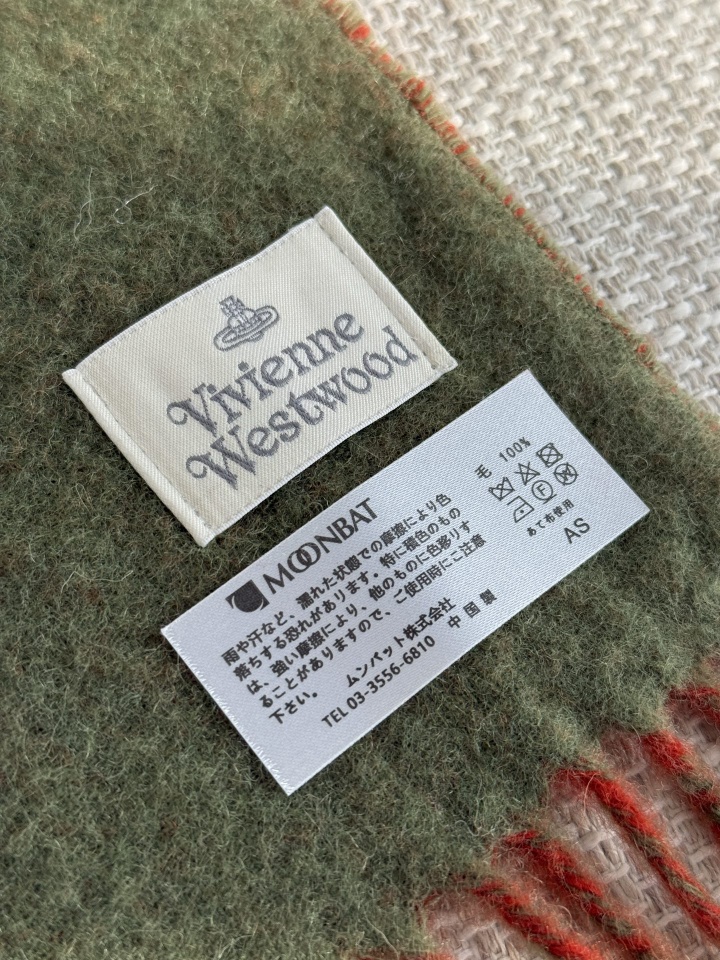 Vivienne
Westwood
MOONBAT
雨や汗など、濡れた状態での摩擦により色
落ちする恐れがあります。特に種色のもの
は、強い摩擦により、他のものに色移りす
ることがありますので、ご使用時にご注意
下さい。
ムンバット株式会社
TEL 03-3556-6810 中国製
毛 100%
F
W
あて布使用
AS